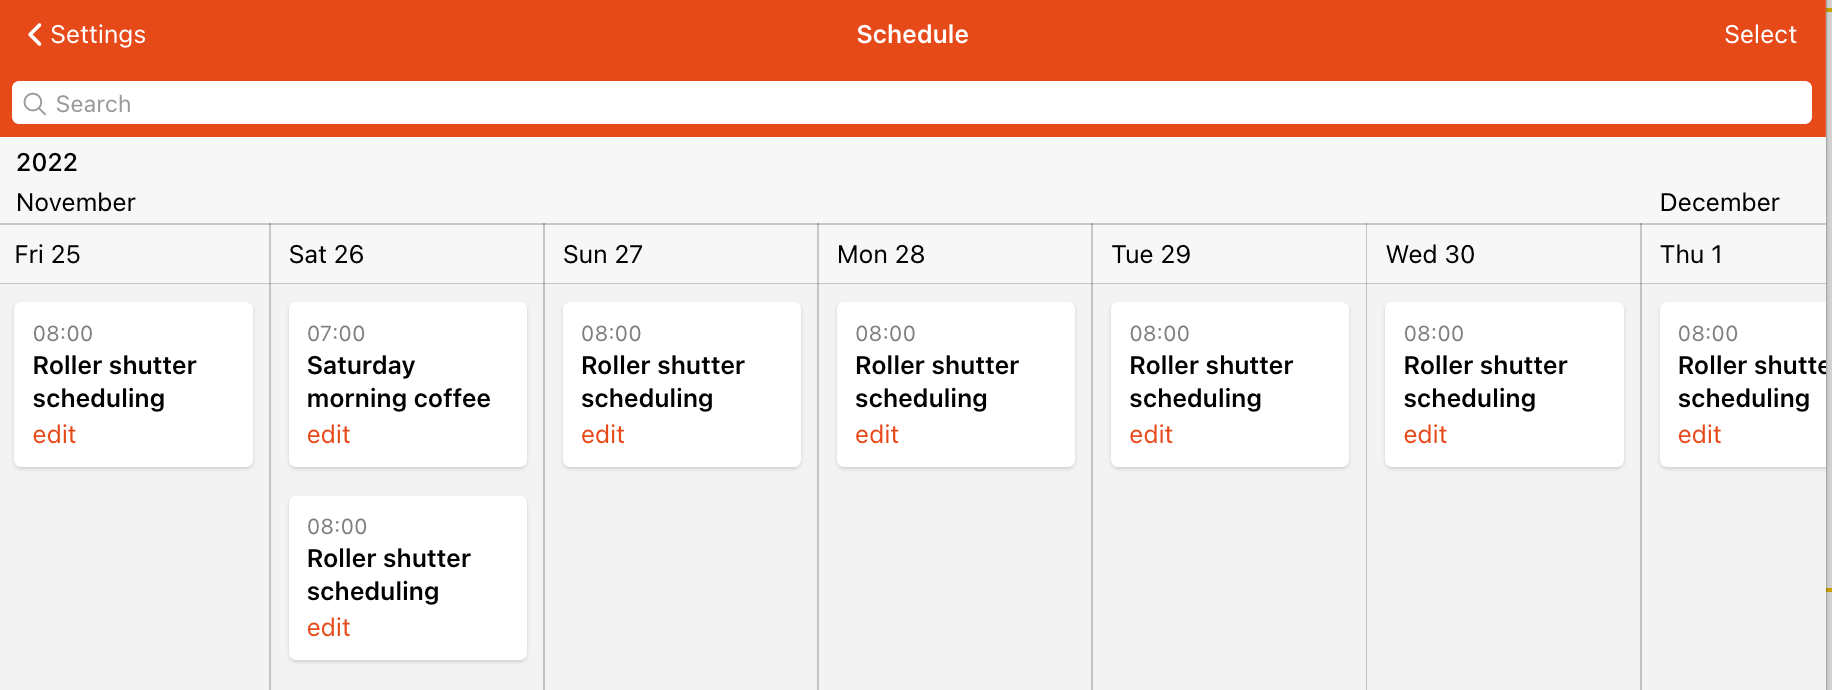 Settings
Schedule
Select
Search
2022
November
December
Fri 25
Sat 26
Sun 27
Mon 28
Tue 29
Wed 30
Thu 1
08:00
Roller shutter
scheduling
edit
07:00
Saturday
morning coffee
edit
08:00
Roller shutter
scheduling
edit
08:00
Roller shutter
scheduling
edit
08:00
Roller shutter
scheduling
edit
08:00
Roller shutter
scheduling
edit
08:00
Roller shutter
scheduling
edit
08:00
Roller shutte
scheduling
edit